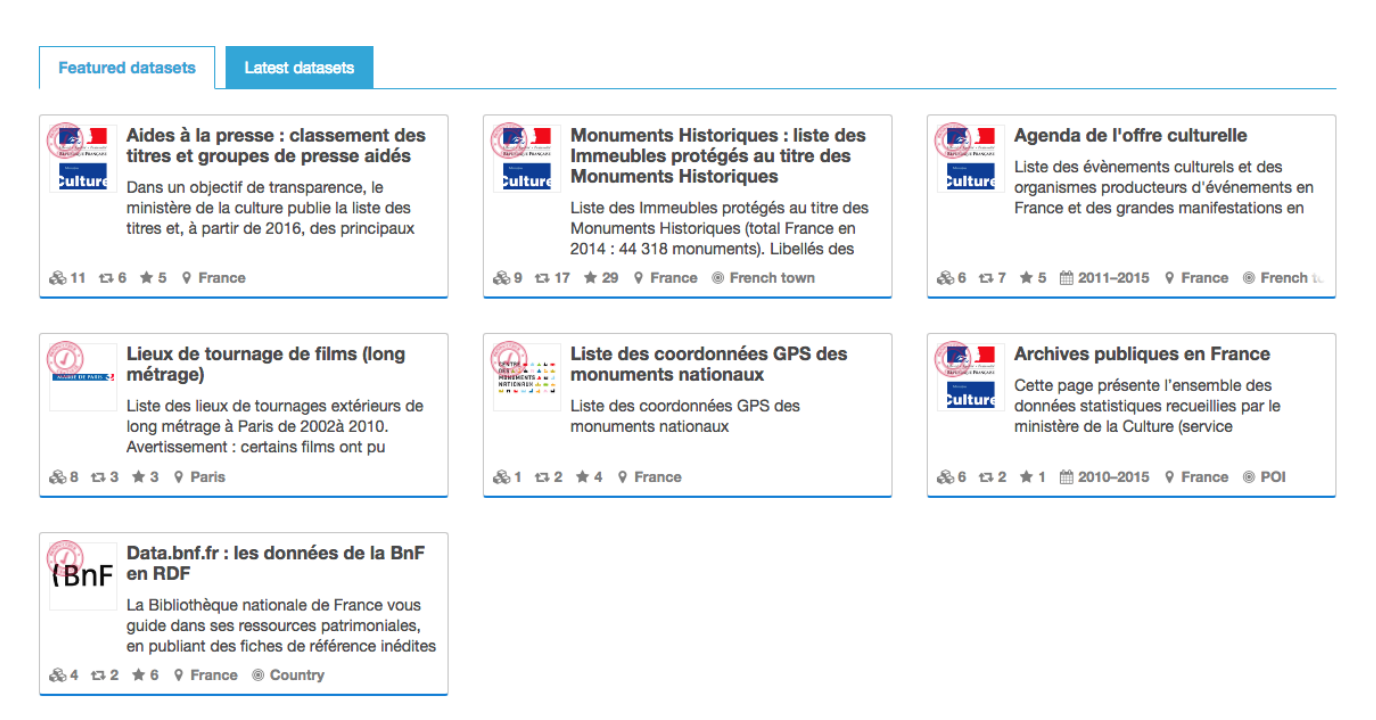 Featured datasets
Latest datasets
Aides à la presse : classement des
titres et groupes de presse aidés
Culture
Dans un objectif de transparence, le
ministère de la culture publie la liste des
titres et, à partir de 2016, des principaux
11 6 5 France
Monuments Historiques : liste des
Immeubles protégés au titre des
Monuments Historiques
Culture
Liste des Immeubles protégés au titre des
Monuments Historiques (total France en
2014 : 44 318 monuments). Libellés des
9 17 29 France French town
Agenda de l'offre culturelle
Culture
Liste des évènements culturels et des
organismes producteurs d'événements en
France et des grandes manifestations en
6 7 5 2011–2015 France French
Lieux de tournage de films (long
métrage)
MAIRIE DE PARIS
Liste des lieux de tournages extérieurs de
long métrage à Paris de 2002à 2010.
Avertissement : certains films ont pu
8 3 3 Paris
Liste des coordonnées GPS des
monuments nationaux
CENTRE
DES
MONUMENTS
NATIONAUX
Liste des coordonnées GPS des
monuments nationaux
1 2 4 France
Archives publiques en France
Culture
Cette page présente l'ensemble des
données statistiques recueillies par le
ministère de la Culture (service
6 2 1 2010–2015 France POI
Data.bnf.fr : les données de la BnF
en RDF
BnF
La Bibliothèque nationale de France vous
guide dans ses ressources patrimoniales,
en publiant des fiches de référence inédites
4 2 6 France Country